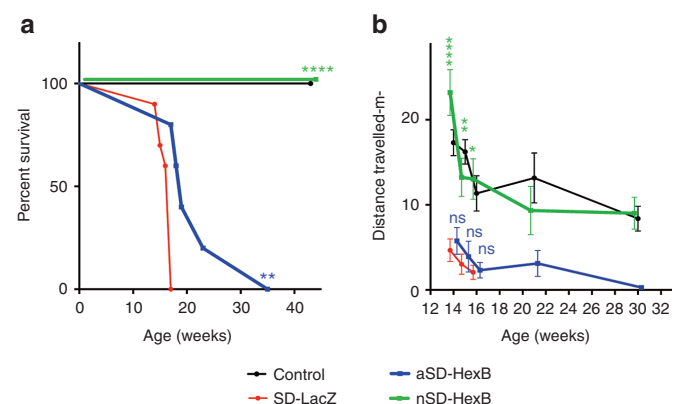 a
b
Percent survival
100
50
0
****
**
0
10
20
30
40
Age (weeks)
Distance travelled-m-
20
10
0
****
**
*
ns
ns
ns
12 14 16 18 20 22 24 26 28 30 32
Age (weeks)
Control
aSD-HexB
SD-LacZ
nSD-HexB